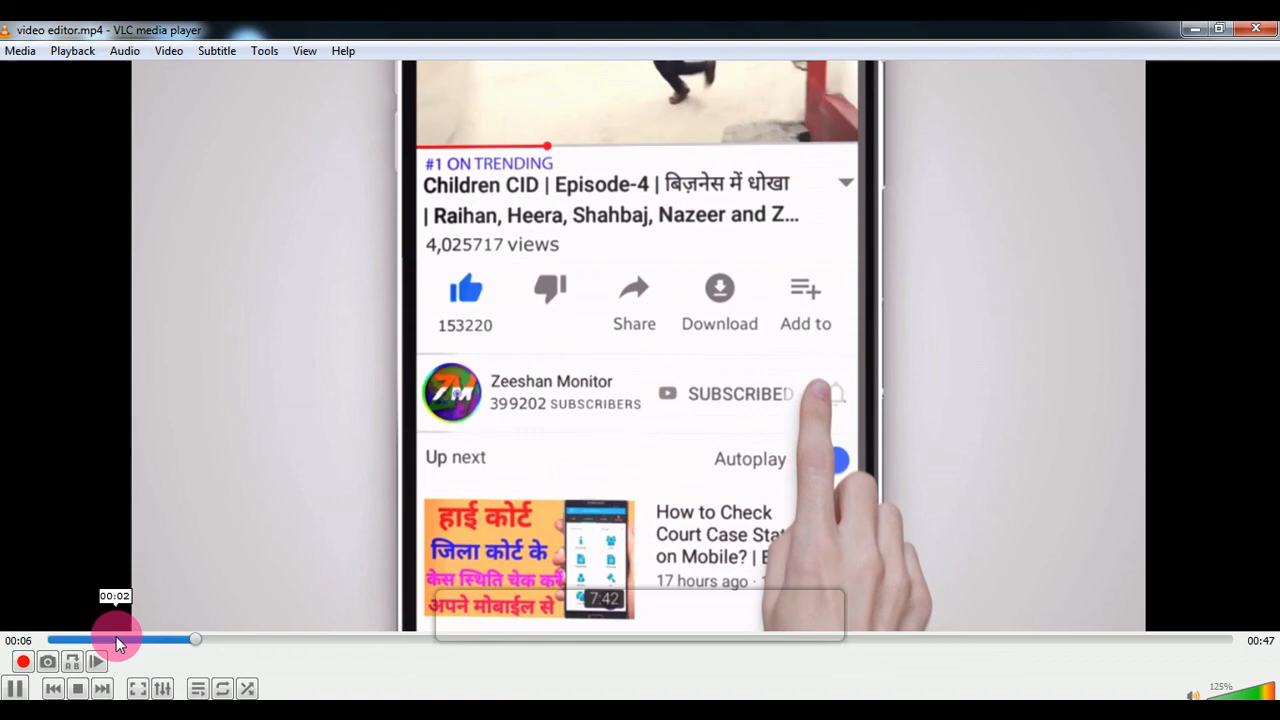 video editor.mp4 - VLC media player
Media Playback Audio Video Subtitle Tools View Help
#1 ON TRENDING
Children CID | Episode-4 | बिज़नेस में धोखा
| Raihan, Heera, Shahbaj, Nazeer and Z...
4,025717 views
153220 Share Download Add to
ZM
Zeeshan Monitor
399202 SUBSCRIBERS
SUBSCRIBED
Up next Autoplay
हाई कोर्ट
जिला कोर्ट के
केस स्थिति चेक करें
अपने मोबाईल से
7:42
How to Check
Court Case
on Mobile? |
17 hours ago
00:02
00:06 00:47
125%